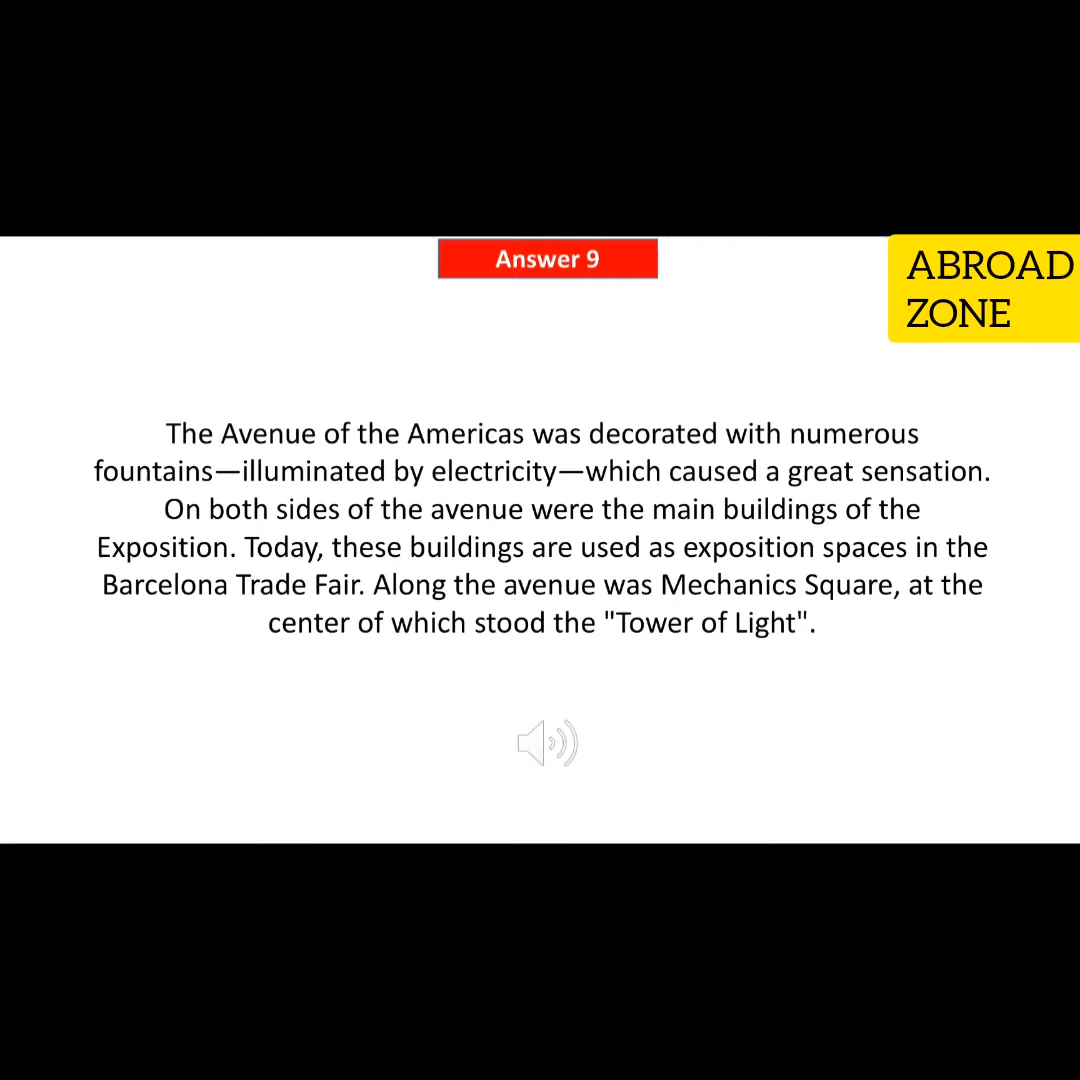 Answer 9
ABROAD
ZONE
The Avenue of the Americas was decorated with numerous
fountains—illuminated by electricity—which caused a great sensation.
On both sides of the avenue were the main buildings of the
Exposition. Today, these buildings are used as exposition spaces in the
Barcelona Trade Fair. Along the avenue was Mechanics Square, at the
center of which stood the "Tower of Light".